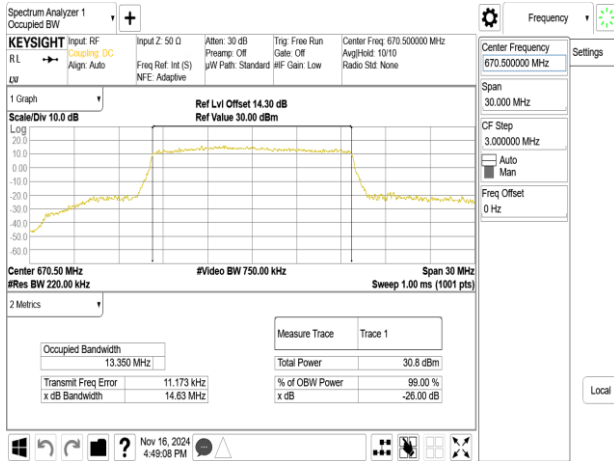 Spectrum Analyzer 1
Occupied BW
Frequency
KEYSIGHT Input: RF Input Z: 50 Ω Atten: 30 dB Trig: Free Run Center Freq: 670.500000 MHz
RL Coupling: DC Preamp: Off Gate: Off Avg|Hold: 10/10
Align: Auto Freq Ref: Int (S) µW Path: Standard #IF Gain: Low Radio Std: None
LXI NFE: Adaptive
Center Frequency
670.500000 MHz
Settings
Span
30.000 MHz
CF Step
3.000000 MHz
Auto
Man
Freq Offset
0 Hz
Local
1 Graph
Ref Lvl Offset 14.30 dB
Scale/Div 10.0 dB Ref Value 30.00 dBm
Log
20.0
10.0
0.00
-10.0
-20.0
-30.0
-40.0
-50.0
-60.0
Center 670.50 MHz #Video BW 750.00 kHz Span 30 MHz
#Res BW 220.00 kHz Sweep 1.00 ms (1001 pts)
2 Metrics
Measure Trace Trace 1
Occupied Bandwidth
13.350 MHz Total Power 30.8 dBm
Transmit Freq Error 11.173 kHz % of OBW Power 99.00 %
x dB Bandwidth 14.63 MHz x dB -26.00 dB
Nov 16, 2024
4:49:08 PM